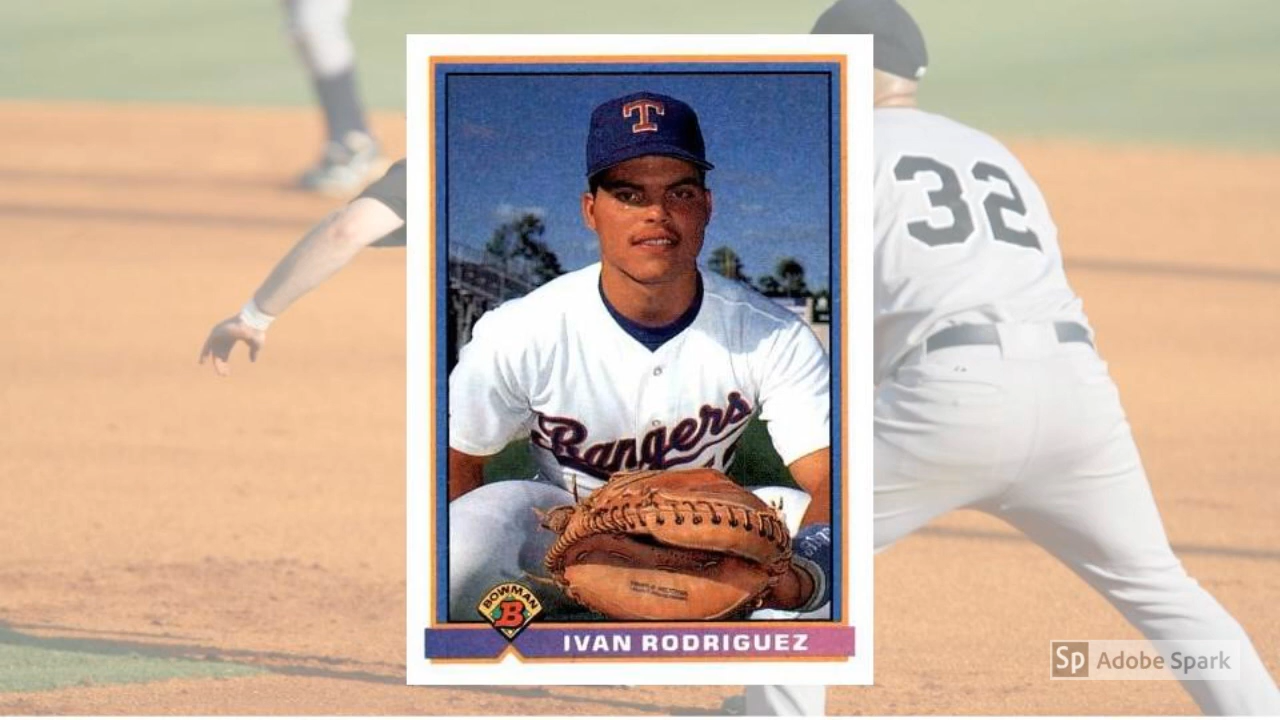 T
32
Rangers
BOWMAN
B
IVAN RODRIGUEZ
Sp Adobe Spark